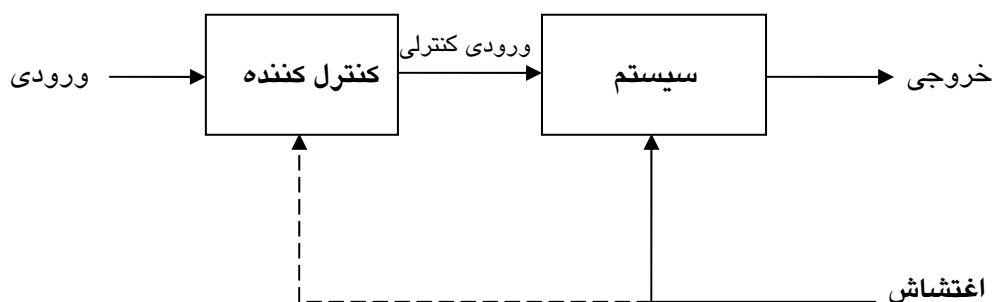 ورودی کنترلی
ورودی
کنترل کننده
سیستم
خروجی
اغتشاش